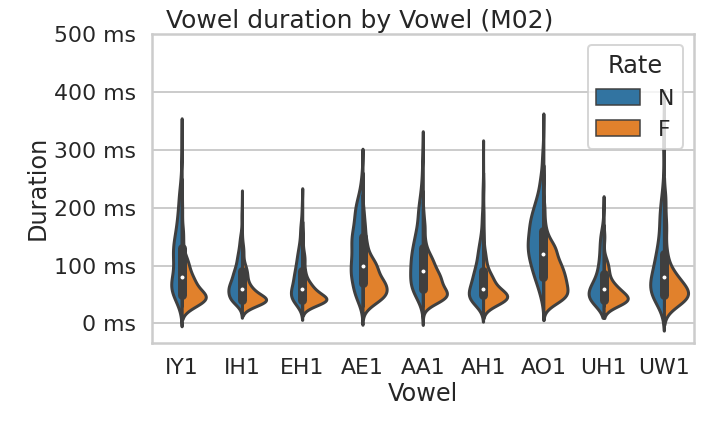 Vowel duration by Vowel (M02)
500 ms
400 ms
300 ms
200 ms
100 ms
0 ms
Duration
Rate
N
F
IY1 IH1 EH1 AE1 AA1 AH1 AO1 UH1 UW1
Vowel